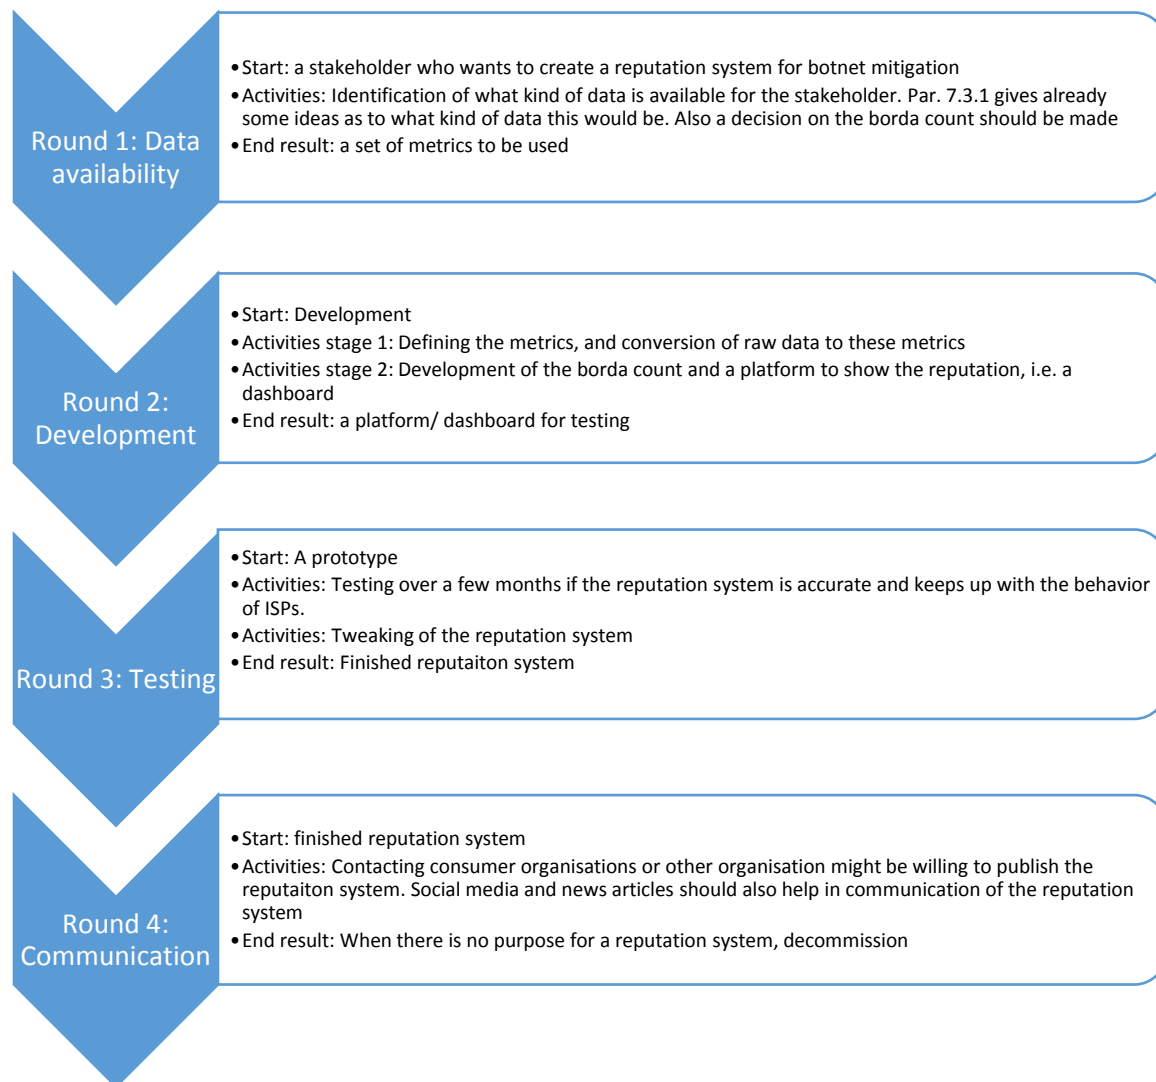 Round 1: Data
availability
•Start: a stakeholder who wants to create a reputation system for botnet mitigation
•Activities: Identification of what kind of data is available for the stakeholder. Par. 7.3.1 gives already
some ideas as to what kind of data this would be. Also a decision on the borda count should be made
•End result: a set of metrics to be used
Round 2:
Development
•Start: Development
•Activities stage 1: Defining the metrics, and conversion of raw data to these metrics
•Activities stage 2: Development of the borda count and a platform to show the reputation, i.e. a
dashboard
•End result: a platform/ dashboard for testing
Round 3: Testing
•Start: A prototype
•Activities: Testing over a few months if the reputation system is accurate and keeps up with the behavior
of ISPs.
•Activities: Tweaking of the reputation system
•End result: Finished reputaiton system
Round 4:
Communication
•Start: finished reputation system
•Activities: Contacting consumer organisations or other organisation might be willing to publish the
reputaiton system. Social media and news articles should also help in communication of the reputation
system
•End result: When there is no purpose for a reputation system, decommission